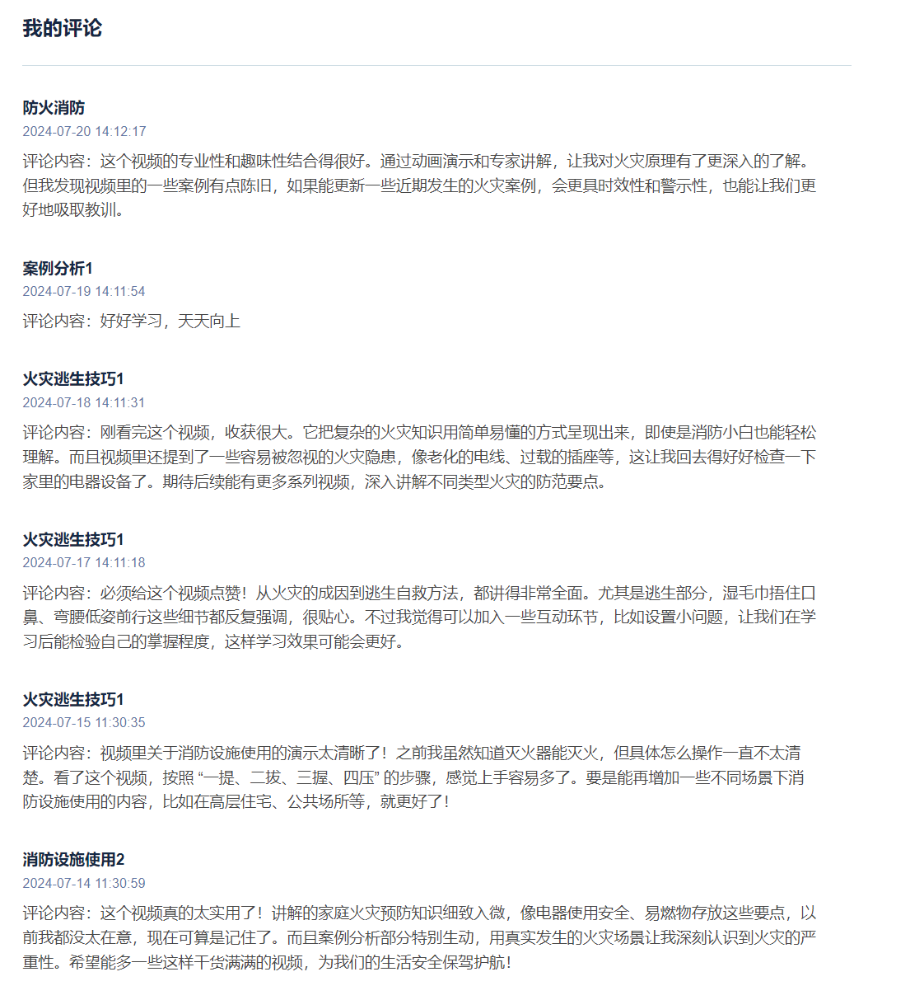 我的评论
防火消防
2024-07-20 14:12:17
评论内容：这个视频的专业性和趣味性结合得很好。通过动画演示和专家讲解，让我对火灾原理有了更深入的了解。
但我发现视频里的一些案例有点陈旧，如果能更新一些近期发生的火灾案例，会更具时效性和警示性，也能让我们更
好地吸取教训。
案例分析1
2024-07-19 14:11:54
评论内容：好好学习，天天向上
火灾逃生技巧1
2024-07-18 14:11:31
评论内容：刚看完这个视频，收获很大。它把复杂的火灾知识用简单易懂的方式呈现出来，即使是消防小白也能轻松
理解。而且视频里还提到了一些容易被忽视的火灾隐患，像老化的电线、过载的插座等，这让我回去得好好检查一下
家里的电器设备了。期待后续能有更多系列视频，深入讲解不同类型火灾的防范要点。
火灾逃生技巧1
2024-07-17 14:11:18
评论内容：必须给这个视频点赞！从火灾的成因到逃生自救方法，都讲得非常全面。尤其是逃生部分，湿毛巾捂住口
鼻、弯腰低姿前行这些细节都反复强调，很贴心。不过我觉得可以加入一些互动环节，比如设置小问题，让我们在学
习后能检验自己的掌握程度，这样学习效果可能会更好。
火灾逃生技巧1
2024-07-15 11:30:35
评论内容：视频里关于消防设施使用的演示太清晰了！之前我虽然知道灭火器能灭火，但具体怎么操作一直不太清
楚。看了这个视频，按照 “一提、二拔、三握、四压” 的步骤，感觉上手容易多了。要是能再增加一些不同场景下消
防设施使用的内容，比如在高层住宅、公共场所等，就更好了！
消防设施使用2
2024-07-14 11:30:59
评论内容：这个视频真的太实用了！讲解的家庭火灾预防知识细致入微，像电器使用安全、易燃物存放这些要点，以
前我都没太在意，现在可算是记住了。而且案例分析部分特别生动，用真实发生的火灾场景让我深刻认识到火灾的严
重性。希望能多一些这样干货满满的视频，为我们的生活安全保驾护航！